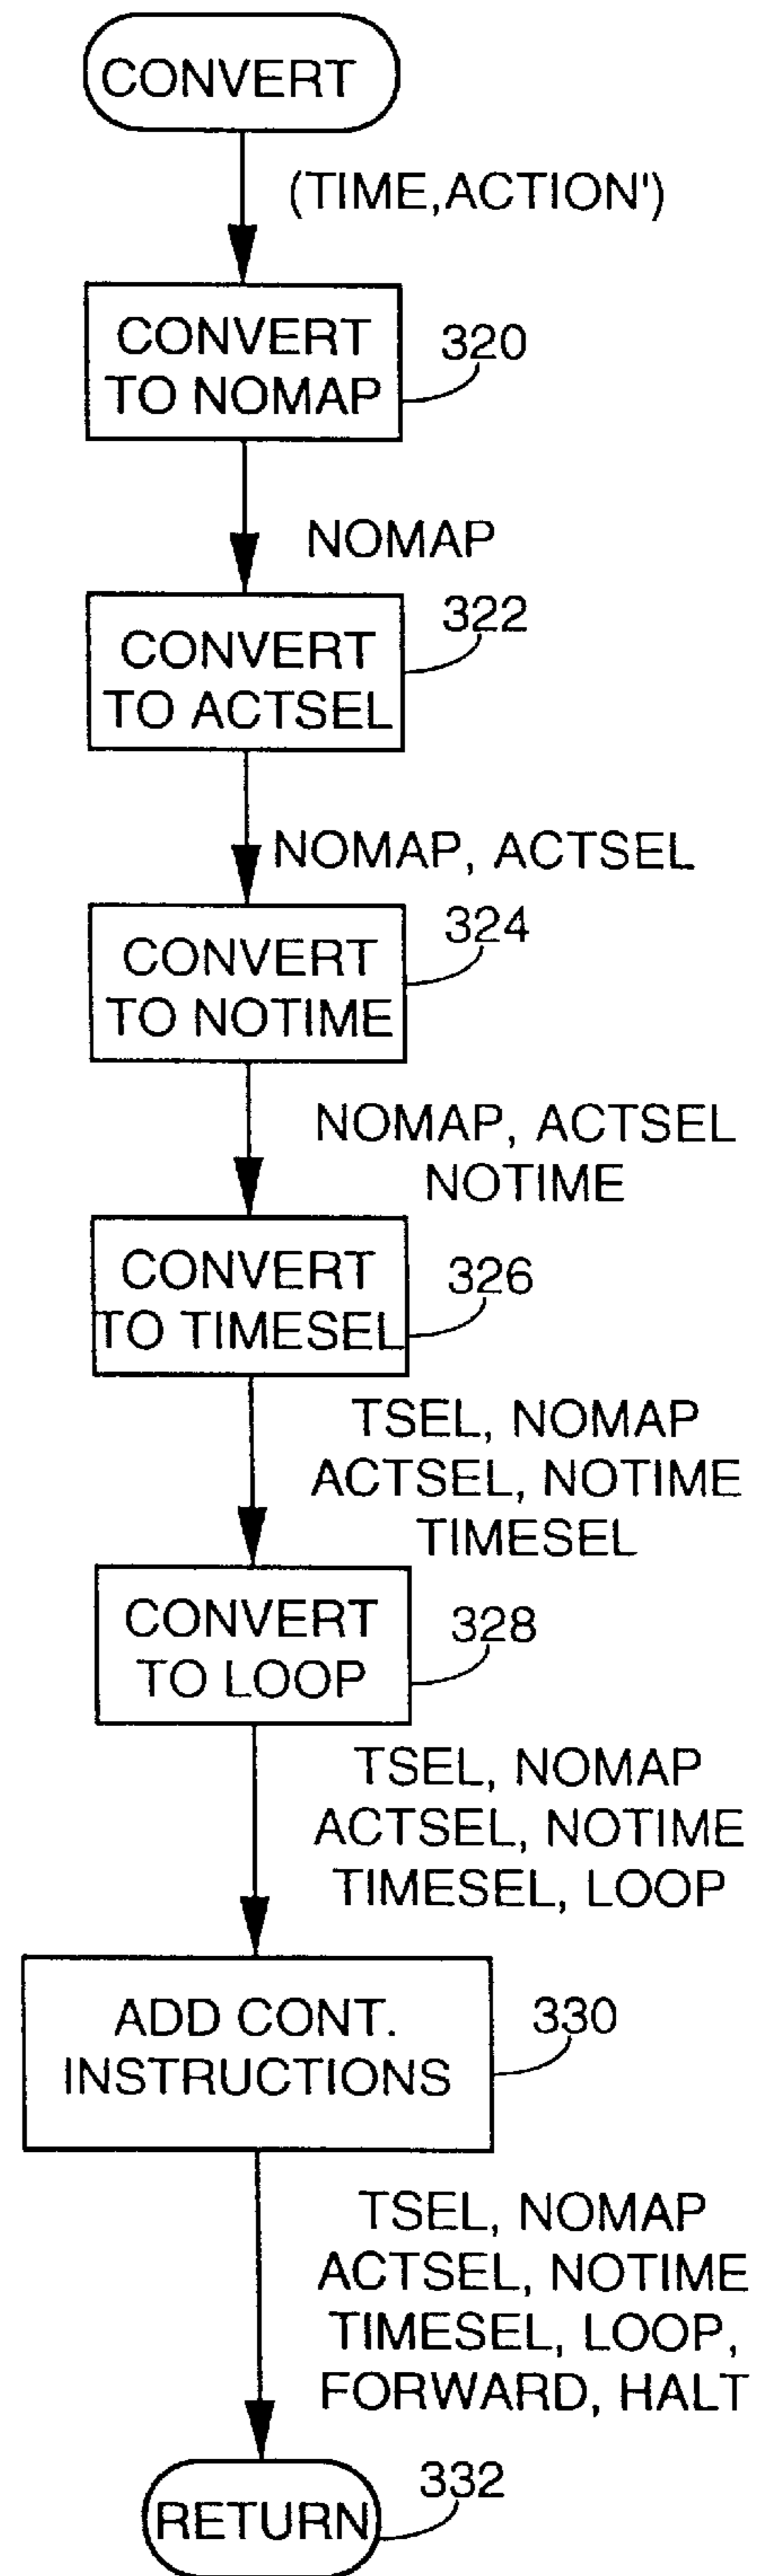 CONVERT
(TIME,ACTION')
CONVERT
TO NOMAP
320
NOMAP
CONVERT
TO ACTSEL
322
NOMAP, ACTSEL
CONVERT
TO NOTIME
324
NOMAP, ACTSEL
NOTIME
CONVERT
TO TIMESEL
326
TSEL, NOMAP
ACTSEL, NOTIME
TIMESEL
CONVERT
TO LOOP
328
TSEL, NOMAP
ACTSEL, NOTIME
TIMESEL, LOOP
ADD CONT.
INSTRUCTIONS
330
TSEL, NOMAP
ACTSEL, NOTIME
TIMESEL, LOOP,
FORWARD, HALT
RETURN
332